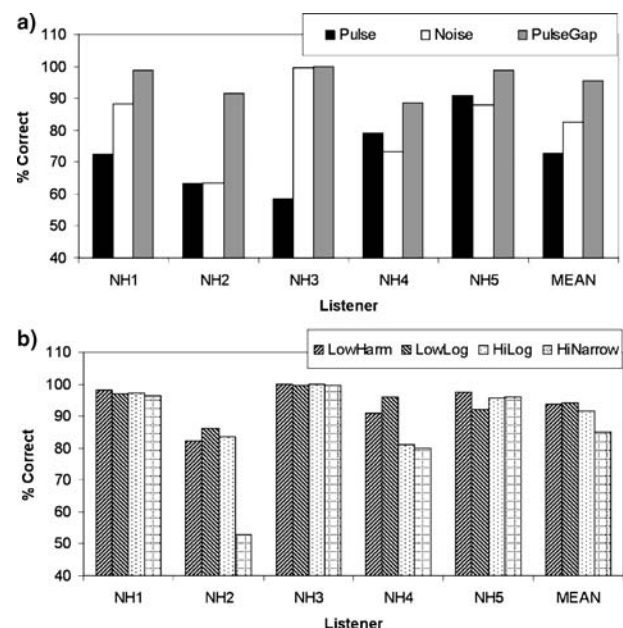 a)
110
Pulse Noise PulseGap
100
90
80
70
60
50
40
% Correct
NH1 NH2 NH3 NH4 NH5 MEAN
Listener
b)
110
LowHarm LowLog HiLog HiNarrow
100
90
80
70
60
50
40
% Correct
NH1 NH2 NH3 NH4 NH5 MEAN
Listener